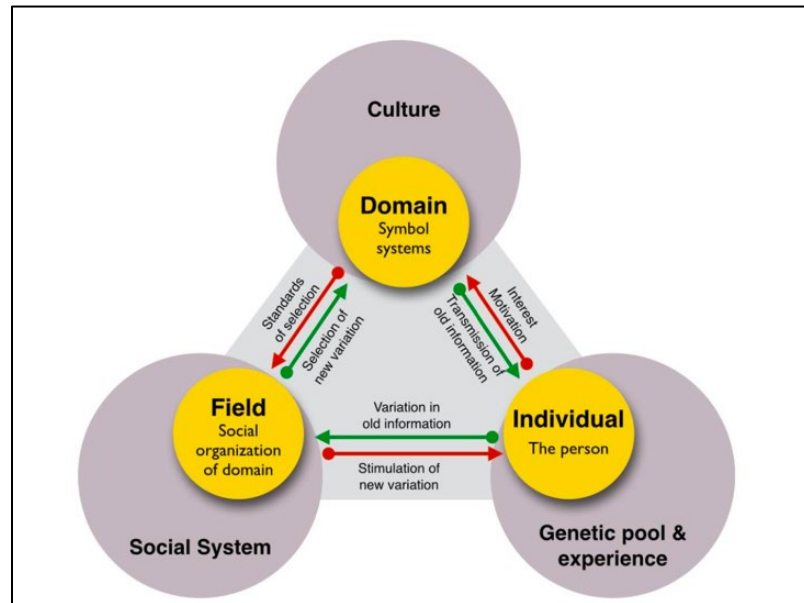 Culture
Domain
Symbol
systems
Standards
of selection
Selection of
new variation
Interest
Motivation
Transmission of
old information
Field
Social
organization
of domain
Variation in
old information
Stimulation of
new variation
Individual
The person
Social System
Genetic pool &
experience